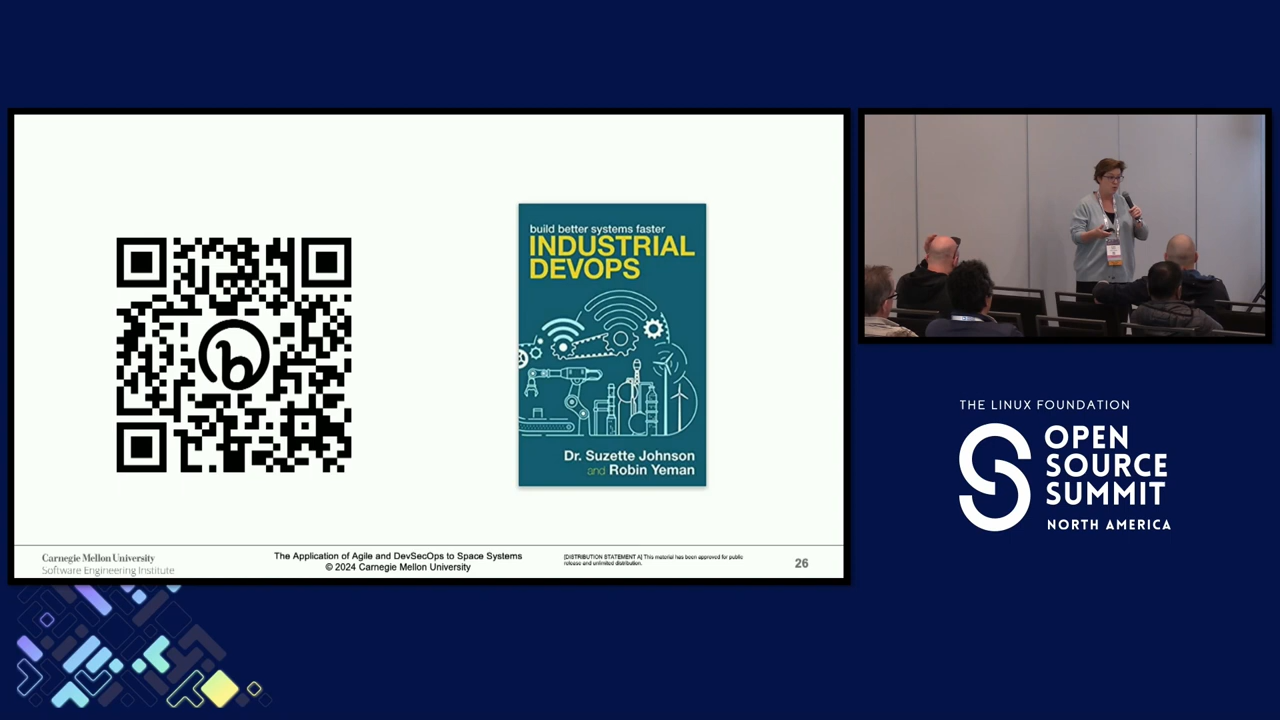 build better systems faster
INDUSTRIAL
DEVOPS
Dr. Suzette Johnson
and Robin Yeman
Carnegie Mellon University
Software Engineering Institute
The Application of Agile and DevSecOps to Space Systems
© 2024 Carnegie Mellon University
[DISTRIBUTION STATEMENT A] This material has been approved for public
release and unlimited distribution.
26
THE LINUX FOUNDATION
OPEN
SOURCE
SUMMIT
NORTH AMERICA